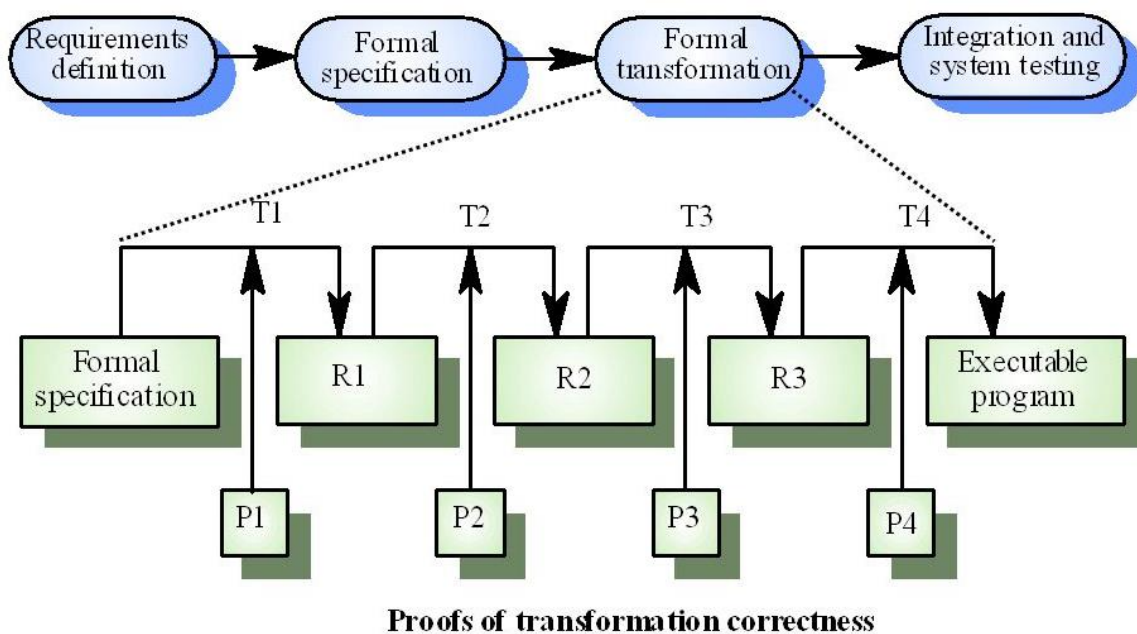 Requirements
definition
Formal
specification
Formal
transformation
Integration and
system testing
T1
T2
T3
T4
Formal
specification
R1
R2
R3
Executable
program
P1
P2
P3
P4
Proofs of transformation correctness